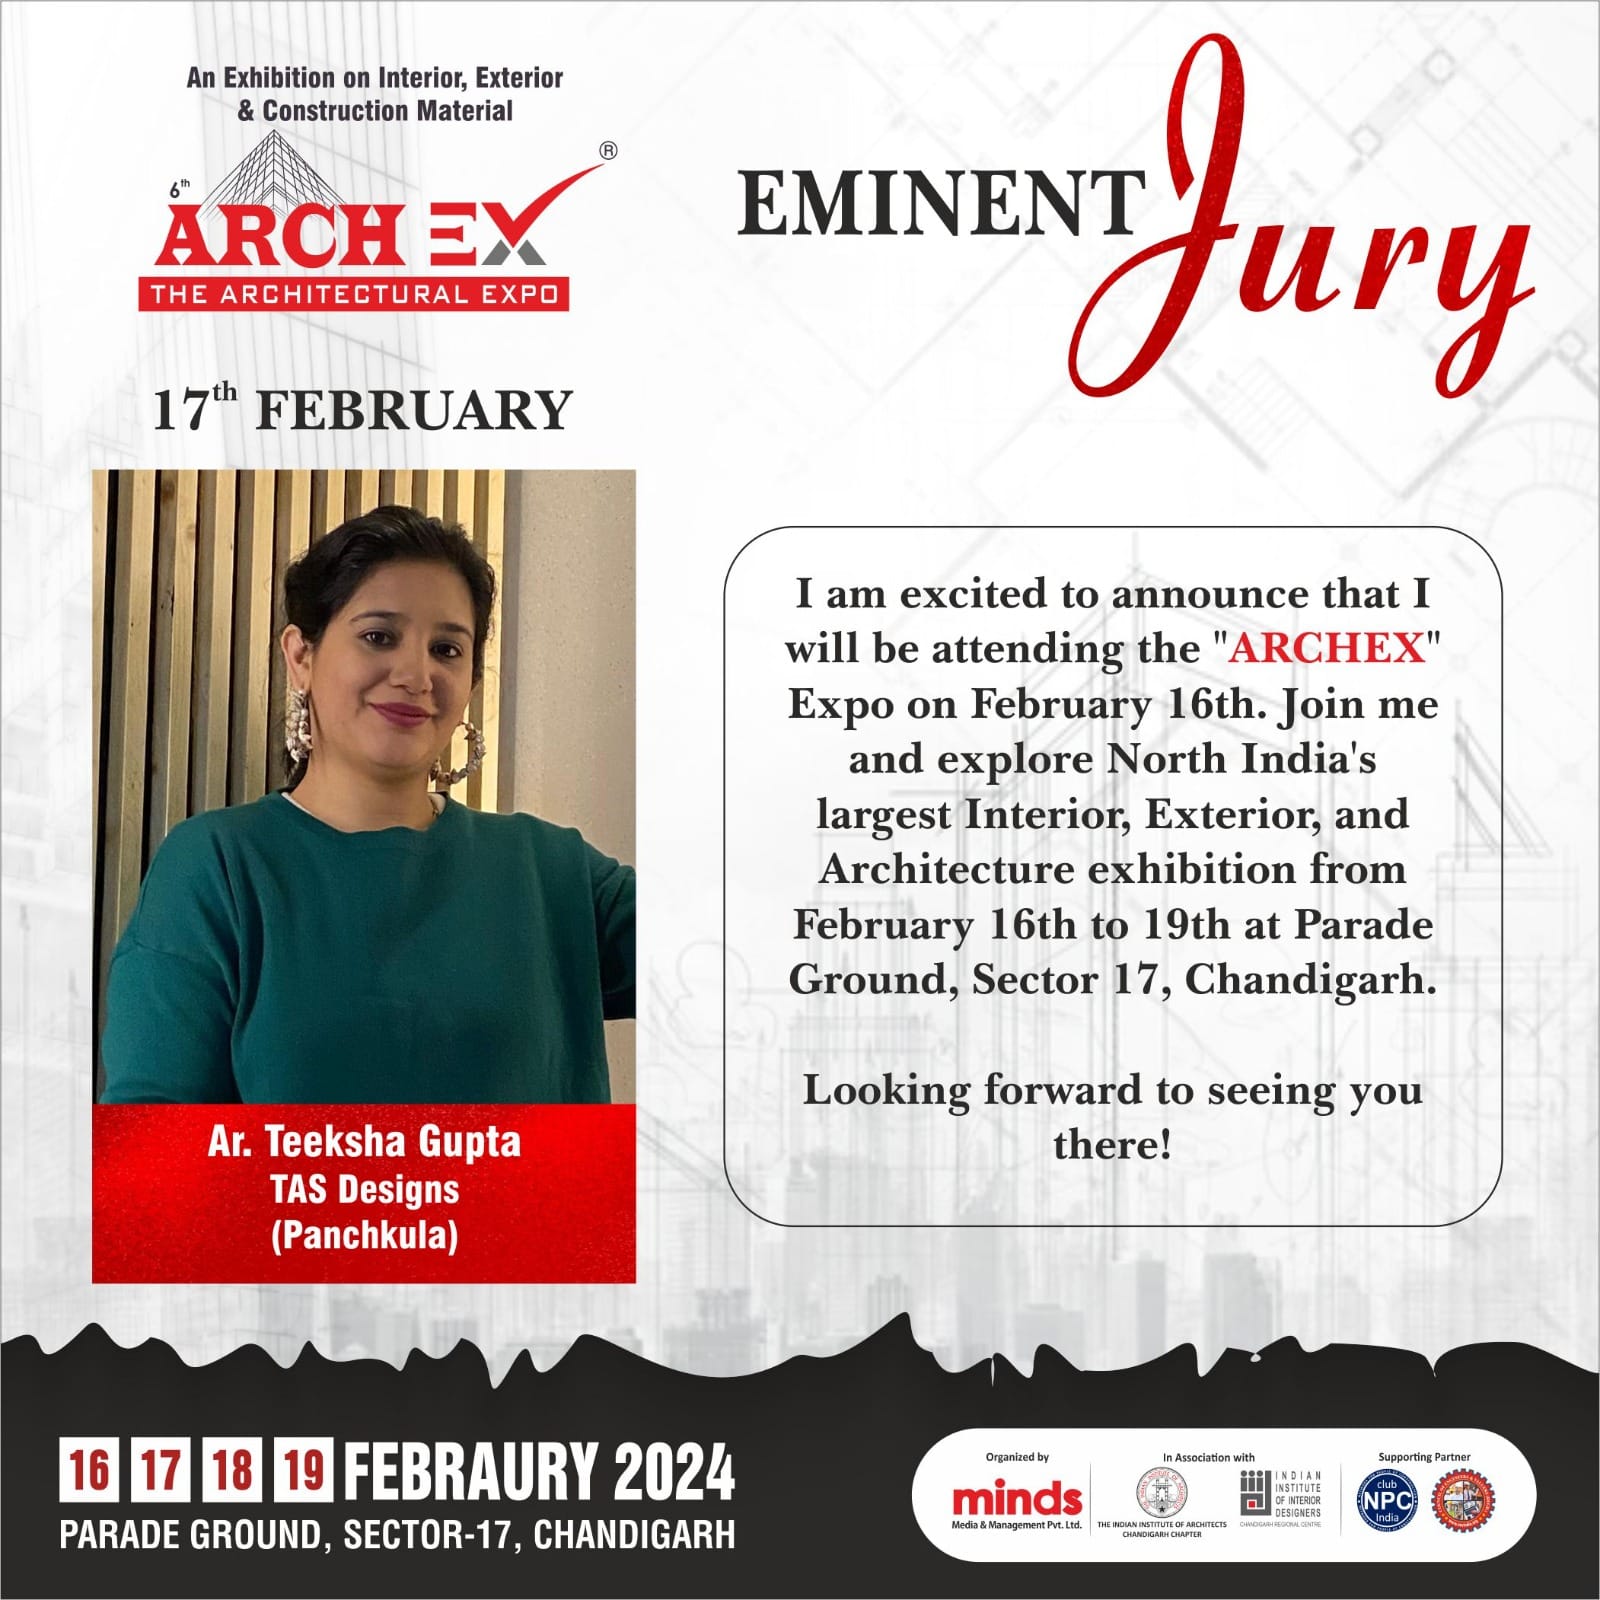 An Exhibition on Interior, Exterior
& Construction Material
6th
ARCH EX ®
THE ARCHITECTURAL EXPO
EMINENT Jury
17th FEBRUARY
Ar. Teeksha Gupta
TAS Designs
(Panchkula)
I am excited to announce that I
will be attending the "ARCHEX"
Expo on February 16th. Join me
and explore North India's
largest Interior, Exterior, and
Architecture exhibition from
February 16th to 19th at Parade
Ground, Sector 17, Chandigarh.
Looking forward to seeing you
there!
16 17 18 19 FEBRAURY 2024
PARADE GROUND, SECTOR-17, CHANDIGARH
Organized by
minds
Media & Management Pvt. Ltd.
In Association with
THE INDIAN INSTITUTE OF ARCHITECTS
CHANDIGARH CHAPTER
INDIAN
INSTITUTE
OF INTERIOR
DESIGNERS
CHANDIGARH REGIONAL CENTRE
Supporting Partner
club
NPC
India